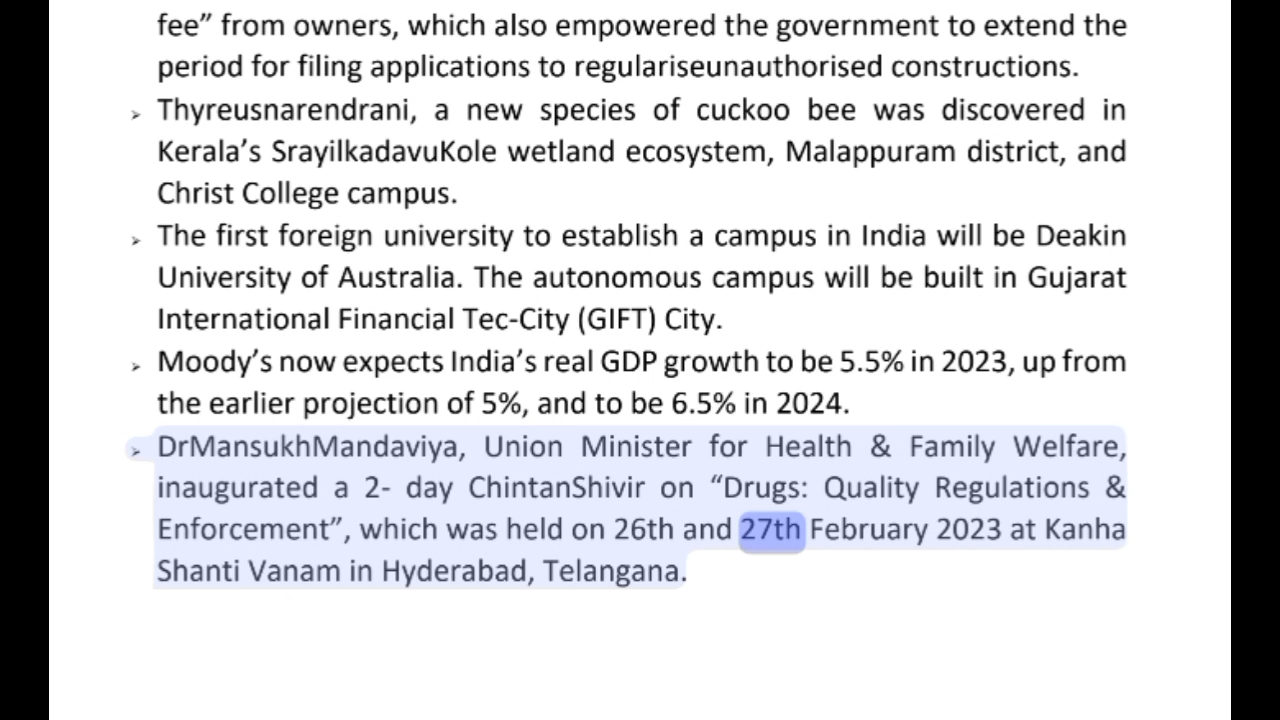 fee” from owners, which also empowered the government to extend the
period for filing applications to regulariseunauthorised constructions.
➢ Thyreusnarendrani, a new species of cuckoo bee was discovered in
Kerala’s SrayilkadavuKole wetland ecosystem, Malappuram district, and
Christ College campus.
➢ The first foreign university to establish a campus in India will be Deakin
University of Australia. The autonomous campus will be built in Gujarat
International Financial Tec-City (GIFT) City.
➢ Moody’s now expects India’s real GDP growth to be 5.5% in 2023, up from
the earlier projection of 5%, and to be 6.5% in 2024.
➢ DrMansukhMandaviya, Union Minister for Health & Family Welfare,
inaugurated a 2- day ChintanShivir on “Drugs: Quality Regulations &
Enforcement”, which was held on 26th and 27th February 2023 at Kanha
Shanti Vanam in Hyderabad, Telangana.